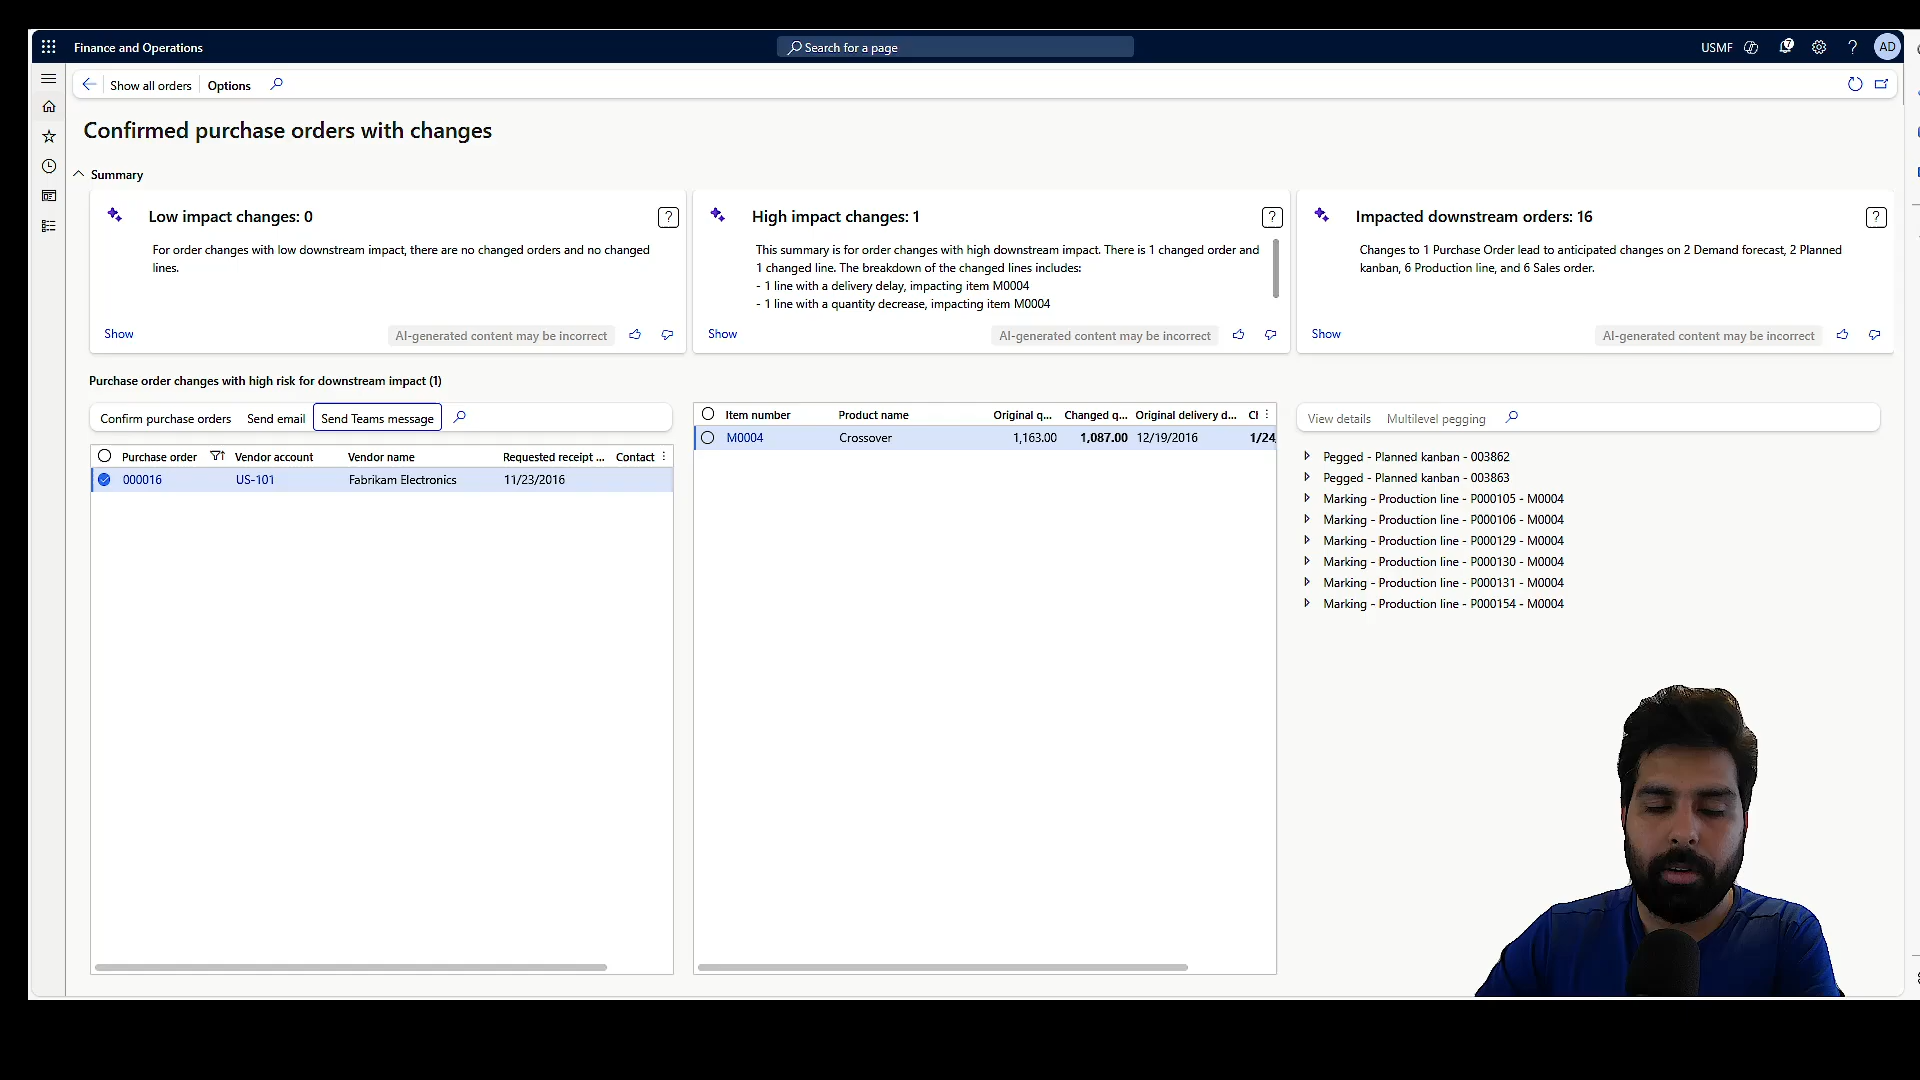 Finance and Operations
Search for a page
USMF
AD
Show all orders
Options
Confirmed purchase orders with changes
Summary
Low impact changes: 0
?
For order changes with low downstream impact, there are no changed orders and no changed
lines.
Show
AI-generated content may be incorrect
High impact changes: 1
?
This summary is for order changes with high downstream impact. There is 1 changed order and
1 changed line. The breakdown of the changed lines includes:
- 1 line with a delivery delay, impacting item M0004
- 1 line with a quantity decrease, impacting item M0004
Show
AI-generated content may be incorrect
Impacted downstream orders: 16
?
Changes to 1 Purchase Order lead to anticipated changes on 2 Demand forecast, 2 Planned
kanban, 6 Production line, and 6 Sales order.
Show
AI-generated content may be incorrect
Purchase order changes with high risk for downstream impact (1)
Confirm purchase orders Send email Send Teams message
Purchase order Vendor account Vendor name Requested receipt ... Contact
000016 US-101 Fabrikam Electronics 11/23/2016
Item number Product name Original q... Changed q... Original delivery d...
M0004 Crossover 1,163.00 1,087.00 12/19/2016 1/24
View details Multilevel pegging
Pegged - Planned kanban - 003862
Pegged - Planned kanban - 003863
Marking - Production line - P000105 - M0004
Marking - Production line - P000106 - M0004
Marking - Production line - P000129 - M0004
Marking - Production line - P000130 - M0004
Marking - Production line - P000131 - M0004
Marking - Production line - P000154 - M0004